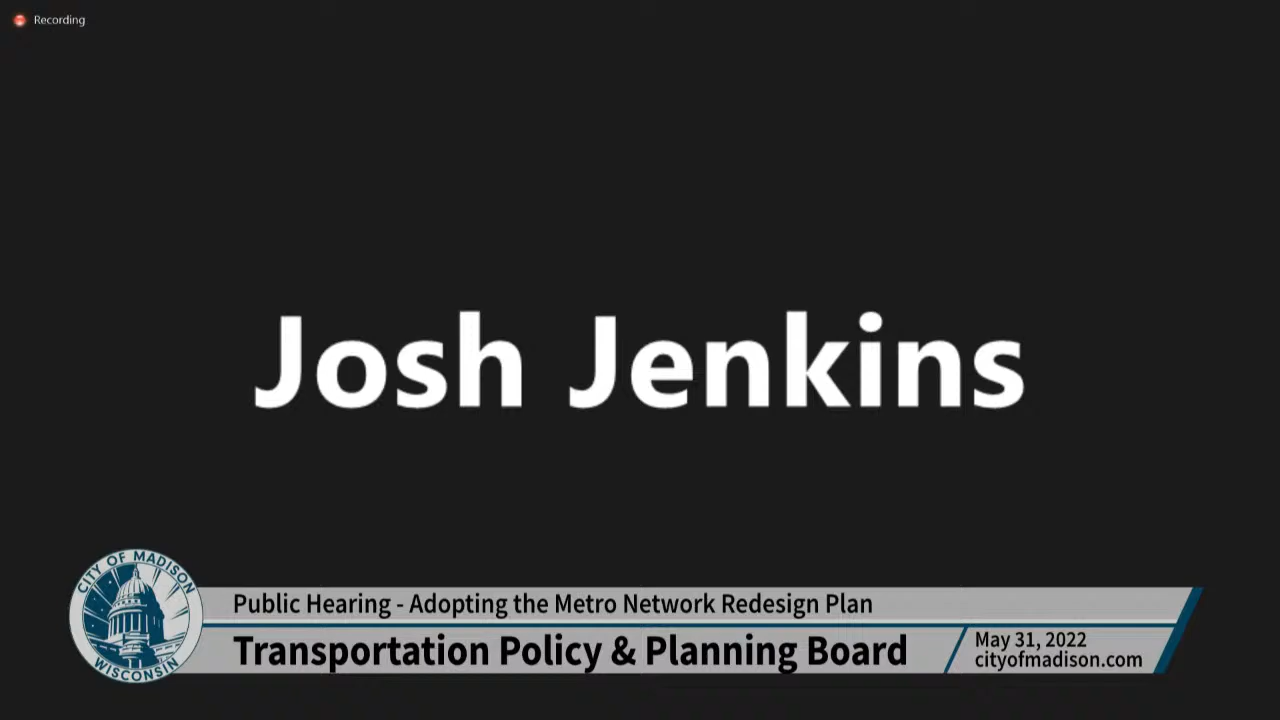 Recording
Josh Jenkins
CITY OF MADISON
WISCONSIN
Public Hearing - Adopting the Metro Network Redesign Plan
Transportation Policy & Planning Board
May 31, 2022
cityofmadison.com